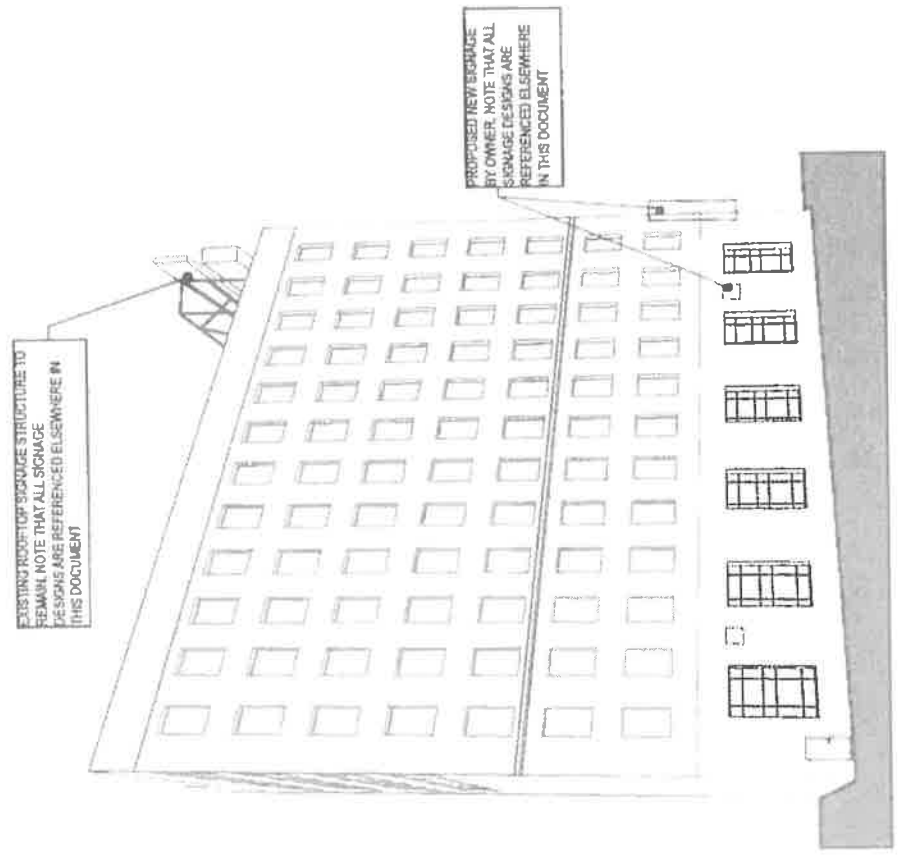 EXISTING ROOFTOP SIGNAGE STRUCTURE TO
REMAIN, NOTE THAT ALL SIGNAGE
DESIGNS ARE REFERENCED ELSEWHERE IN
THIS DOCUMENT
PROPOSED NEW SIGNAGE
BY OWNER, NOTE THAT ALL
SIGNAGE DESIGNS ARE
REFERENCED ELSEWHERE
IN THIS DOCUMENT